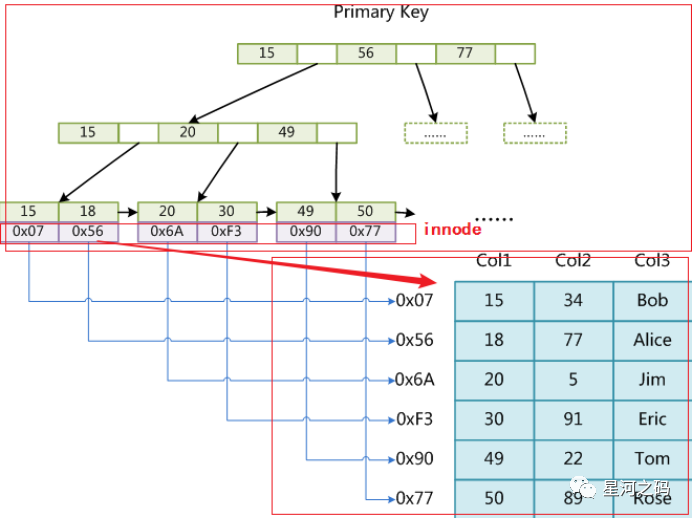 Primary Key
15 56 77
15 20 49 ...... ......
15 18 20 30 49 50 ......
0x07 0x56 0x6A 0xF3 0x90 0x77 innode
Col1 Col2 Col3
0x07 15 34 Bob
0x56 18 77 Alice
0x6A 20 5 Jim
0xF3 30 91 Eric
0x90 49 22 Tom
0x77 50 89 Rose
星河之码